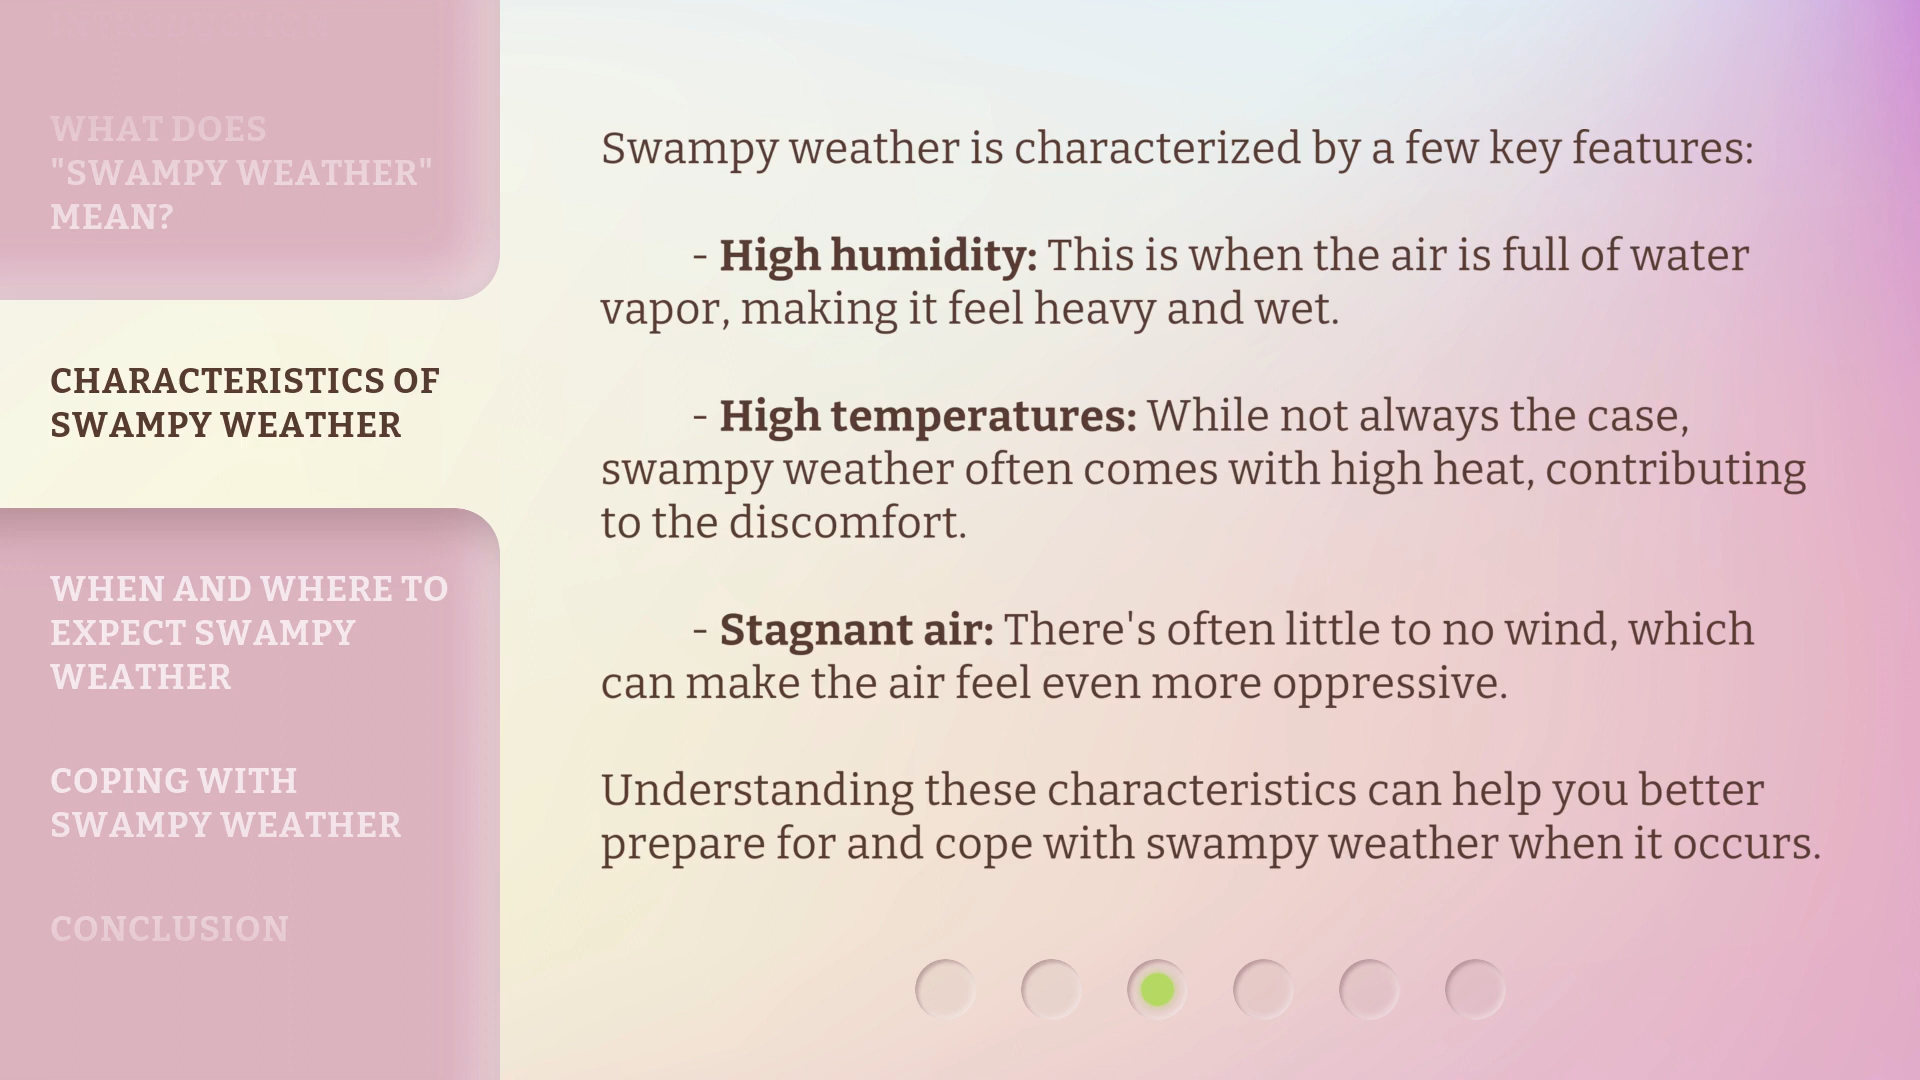 WHAT DOES
"SWAMPY WEATHER"
MEAN?
CHARACTERISTICS OF
SWAMPY WEATHER
WHEN AND WHERE TO
EXPECT SWAMPY
WEATHER
COPING WITH
SWAMPY WEATHER
CONCLUSION
Swampy weather is characterized by a few key features:
- High humidity: This is when the air is full of water
vapor, making it feel heavy and wet.
- High temperatures: While not always the case,
swampy weather often comes with high heat, contributing
to the discomfort.
- Stagnant air: There's often little to no wind, which
can make the air feel even more oppressive.
Understanding these characteristics can help you better
prepare for and cope with swampy weather when it occurs.